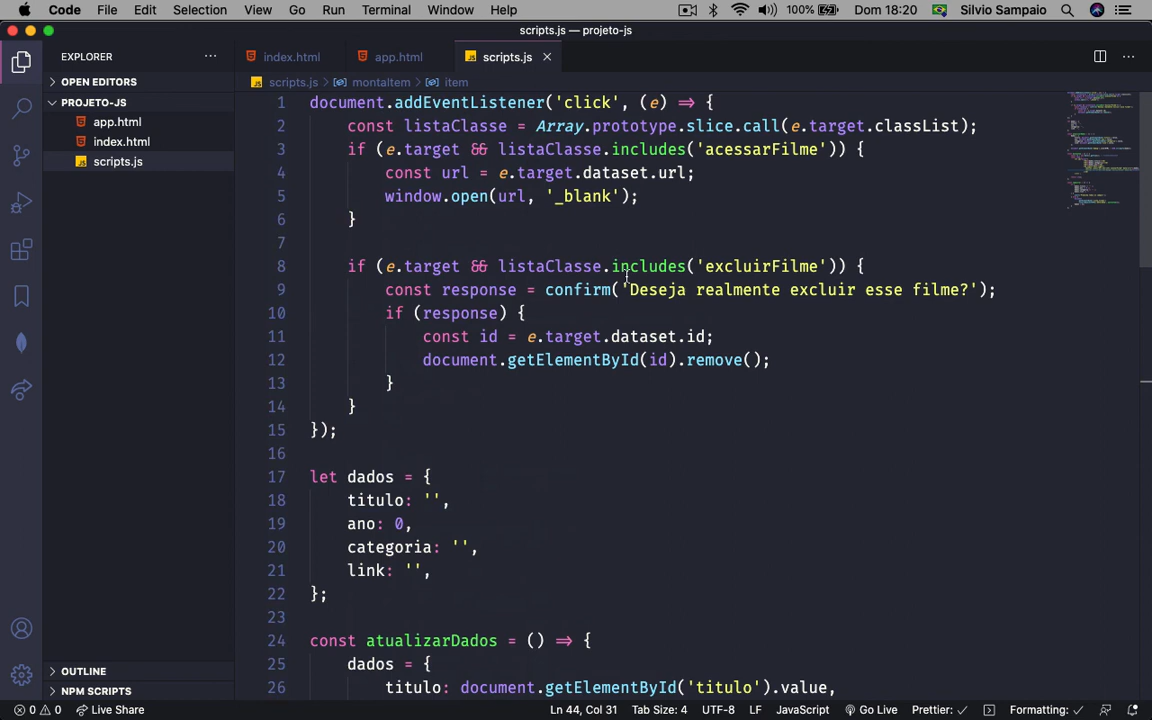 Code File Edit Selection View Go Run Terminal Window Help 100% Dom 18:20 Silvio Sampaio
scripts.js — projeto-js
EXPLORER ···
index.html app.html JS scripts.js ×
OPEN EDITORS
JS scripts.js > montaItem > item
PROJETO-JS
app.html
index.html
JS scripts.js
1 document.addEventListener('click', (e) => {
2 const listaClasse = Array.prototype.slice.call(e.target.classList);
3 if (e.target && listaClasse.includes('acessarFilme')) {
4 const url = e.target.dataset.url;
5 window.open(url, '_blank');
6 }
7
8 if (e.target && listaClasse.includes('excluirFilme')) {
9 const response = confirm('Deseja realmente excluir esse filme?');
10 if (response) {
11 const id = e.target.dataset.id;
12 document.getElementById(id).remove();
13 }
14 }
15 });
16
17 let dados = {
18 titulo: '',
19 ano: 0,
20 categoria: '',
21 link: '',
22 };
23
24 const atualizarDados = () => {
25 dados = {
26 titulo: document.getElementById('titulo').value,
OUTLINE
NPM SCRIPTS
0 0 Live Share Ln 44, Col 31 Tab Size: 4 UTF-8 LF JavaScript Go Live Prettier: ✓ Formatting: ✓